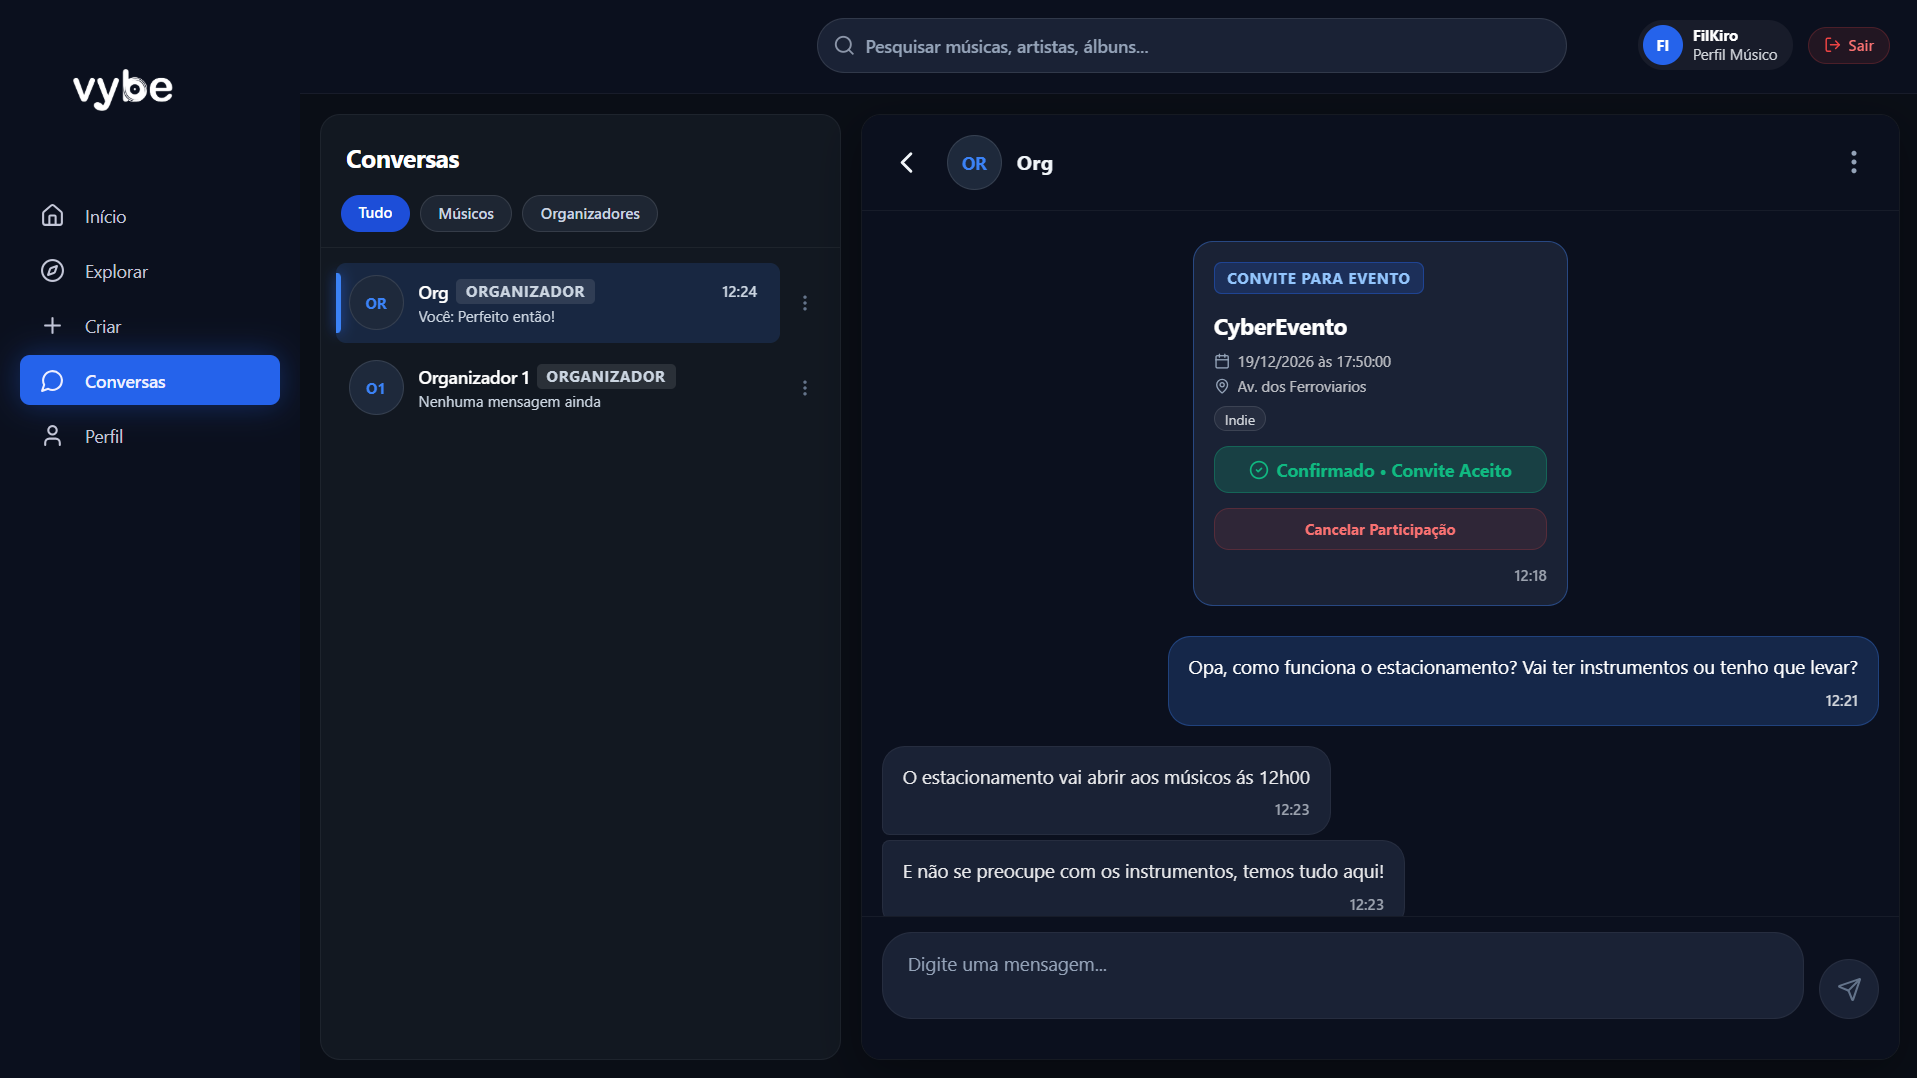 vybe
Pesquisar músicas, artistas, álbuns...
FI
FilKiro
Perfil Músico
Sair
Início
Explorar
Criar
Conversas
Perfil
Conversas
Tudo
Músicos
Organizadores
OR
Org ORGANIZADOR
12:24
Você: Perfeito então!
O1
Organizador 1 ORGANIZADOR
Nenhuma mensagem ainda
OR
Org
CONVITE PARA EVENTO
CyberEvento
19/12/2026 às 17:50:00
Av. dos Ferroviarios
Indie
Confirmado • Convite Aceito
Cancelar Participação
12:18
Opa, como funciona o estacionamento? Vai ter instrumentos ou tenho que levar?
12:21
O estacionamento vai abrir aos músicos ás 12h00
12:23
E não se preocupe com os instrumentos, temos tudo aqui!
12:23
Digite uma mensagem...